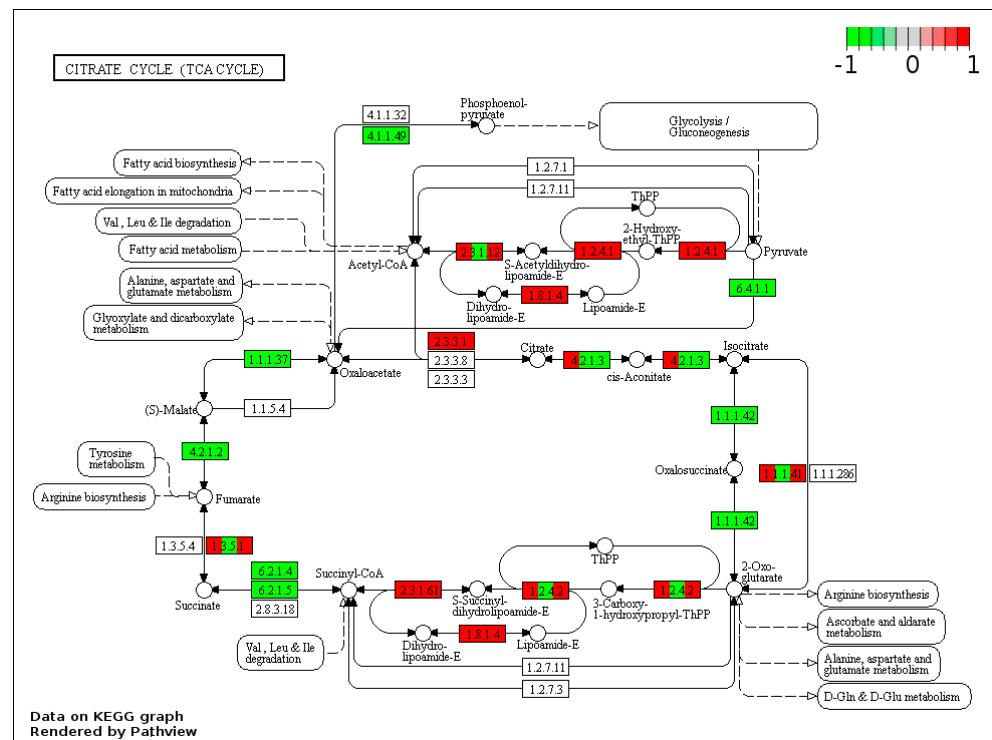 -1 0 1
CITRATE CYCLE (TCA CYCLE)
Phosphoenol-
pyruvate
4.1.1.32
4.1.1.49
Glycolysis /
Gluconeogenesis
Fatty acid biosynthesis
Fatty acid elongation in mitochondria
Val, Leu & Ile degradation
Fatty acid metabolism
Alanine, aspartate and
glutamate metabolism
Glyoxylate and dicarboxylate
metabolism
1.2.7.1
1.2.7.11
ThPP
2-Hydroxy-
ethyl-ThPP
Acetyl-CoA
2.3.1.12
S-Acetyldihydro-
lipoamide-E
1.2.4.1
1.2.4.1
Pyruvate
Dihydro-
lipoamide-E
1.8.1.4
Lipoamide-E
6.4.1.1
1.1.1.37
Oxaloacetate
2.3.3.1
2.3.3.8
2.3.3.3
Citrate
4.2.1.3
cis-Aconitate
4.2.1.3
Isocitrate
(S)-Malate
1.1.5.4
1.1.1.42
4.2.1.2
Tyrosine
metabolism
Arginine biosynthesis
Fumarate
Oxalosuccinate
1.1.1.41
1.1.1.286
1.1.1.42
1.3.5.4
1.3.5.1
ThPP
6.2.1.4
6.2.1.5
2.8.3.18
Succinate
Succinyl-CoA
2.3.1.61
S-Succinyl-
dihydrolipoamide-E
1.2.4.2
3-Carboxy-
1-hydroxypropyl-ThPP
1.2.4.2
2-Oxo-
glutarate
Arginine biosynthesis
Ascorbate and aldarate
metabolism
Alanine, aspartate and
glutamate metabolism
D-Gln & D-Glu metabolism
Val, Leu & Ile
degradation
Dihydro-
lipoamide-E
1.8.1.4
Lipoamide-E
1.2.7.11
1.2.7.3
Data on KEGG graph
Rendered by Pathview